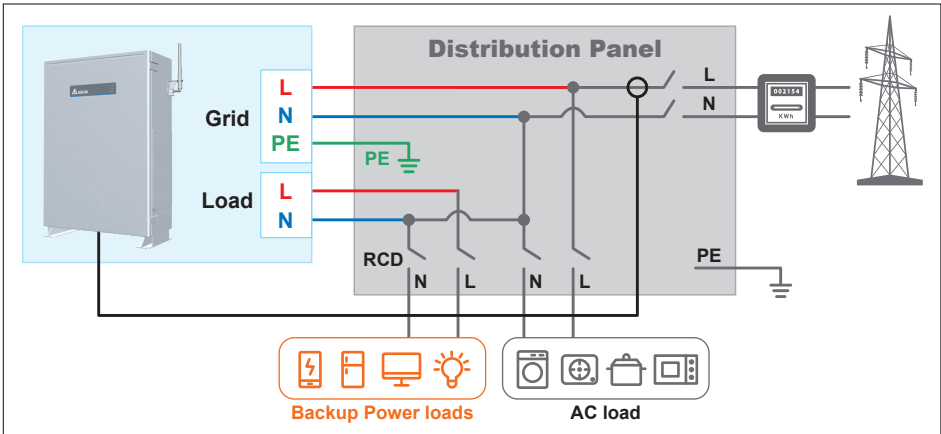 Distribution Panel
Grid
L
N
PE
PE
Load
L
N
L
N
002154
KWh
RCD
N
L
N
L
PE
Backup Power loads
AC load